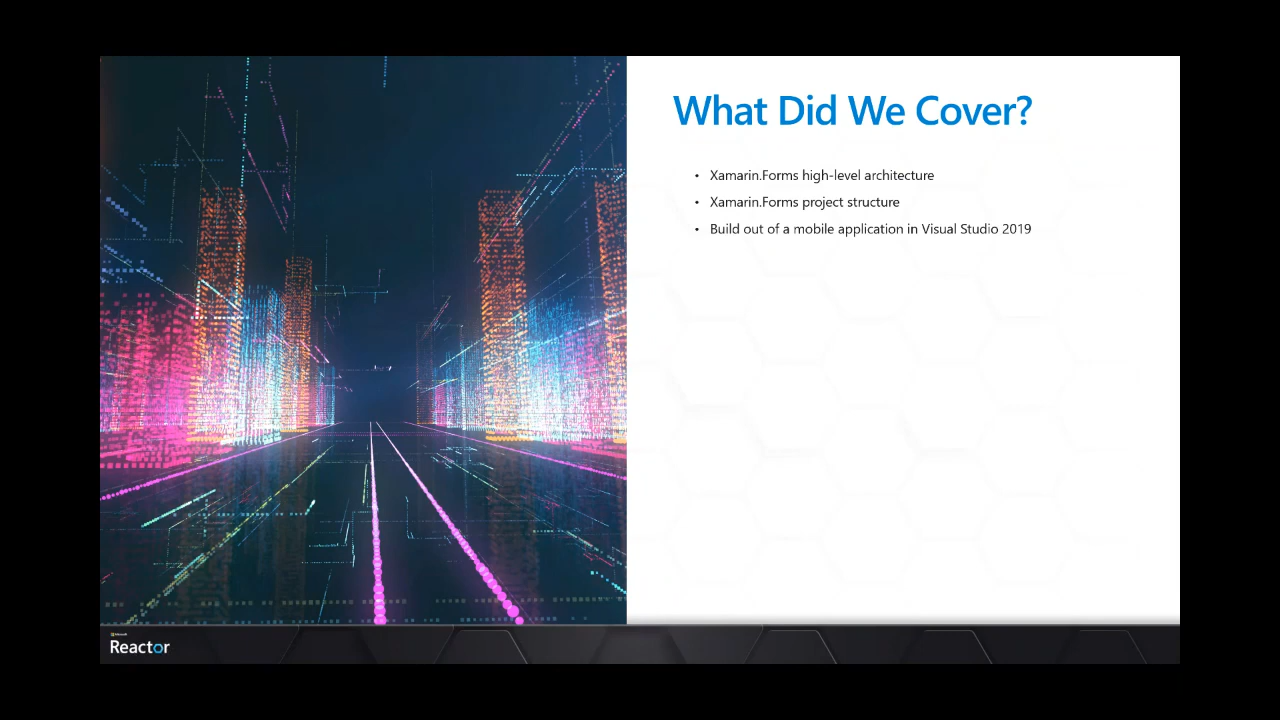 What Did We Cover?
• Xamarin.Forms high-level architecture
• Xamarin.Forms project structure
• Build out of a mobile application in Visual Studio 2019
Microsoft
Reactor